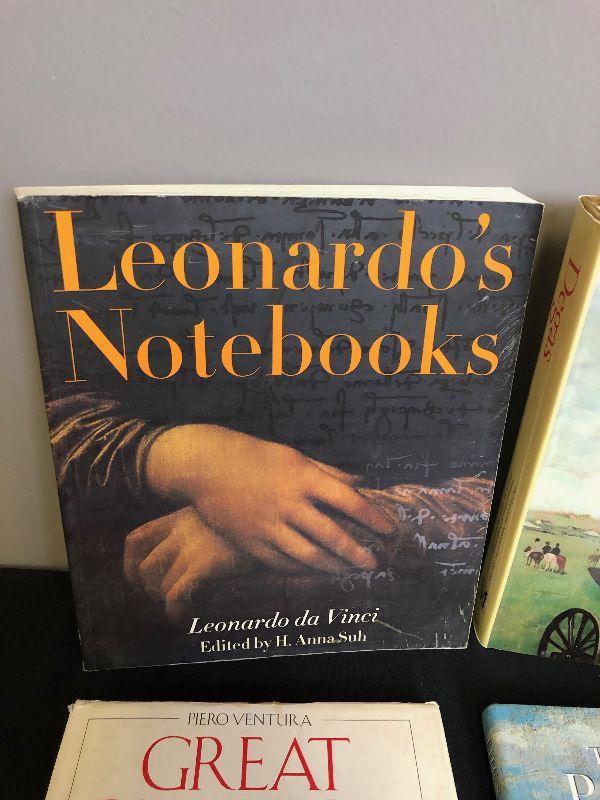 Leonardo's
Notebooks
Leonardo da Vinci
Edited by H. Anna Suh
Degas
PIERO VENTURA
GREAT